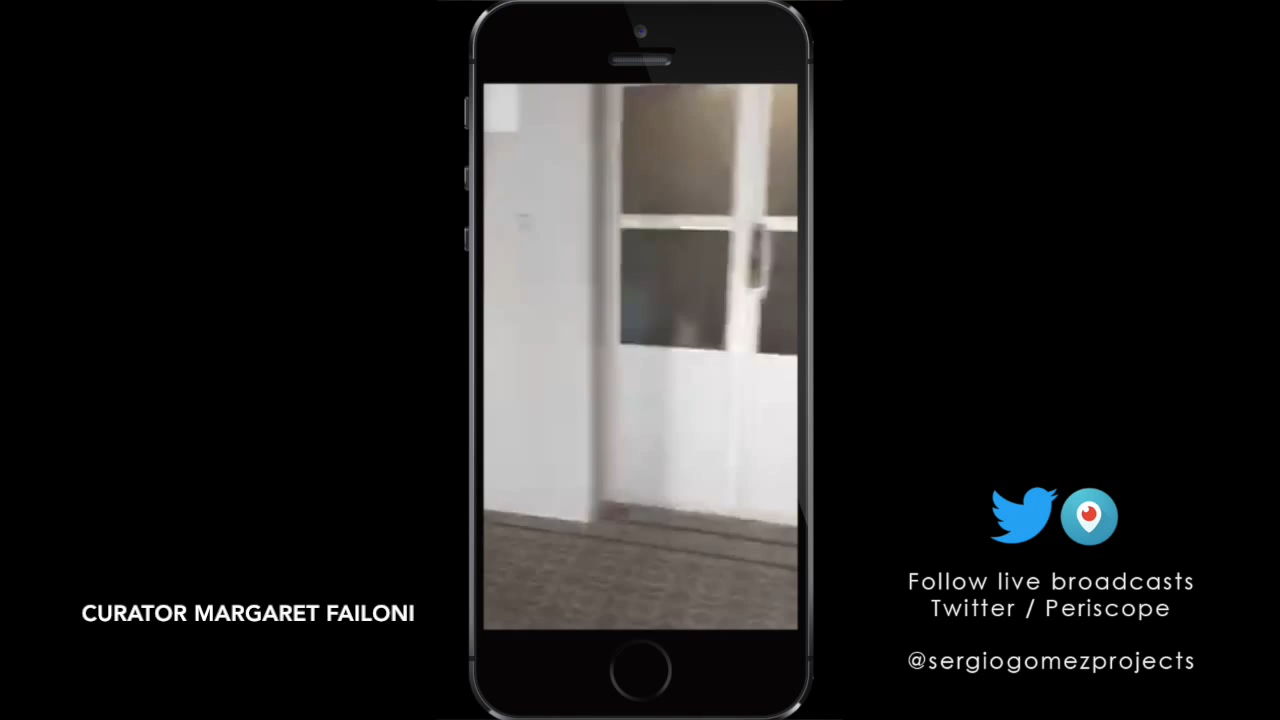 CURATOR MARGARET FAILONI
Follow live broadcasts
Twitter / Periscope
@sergiogomezprojects